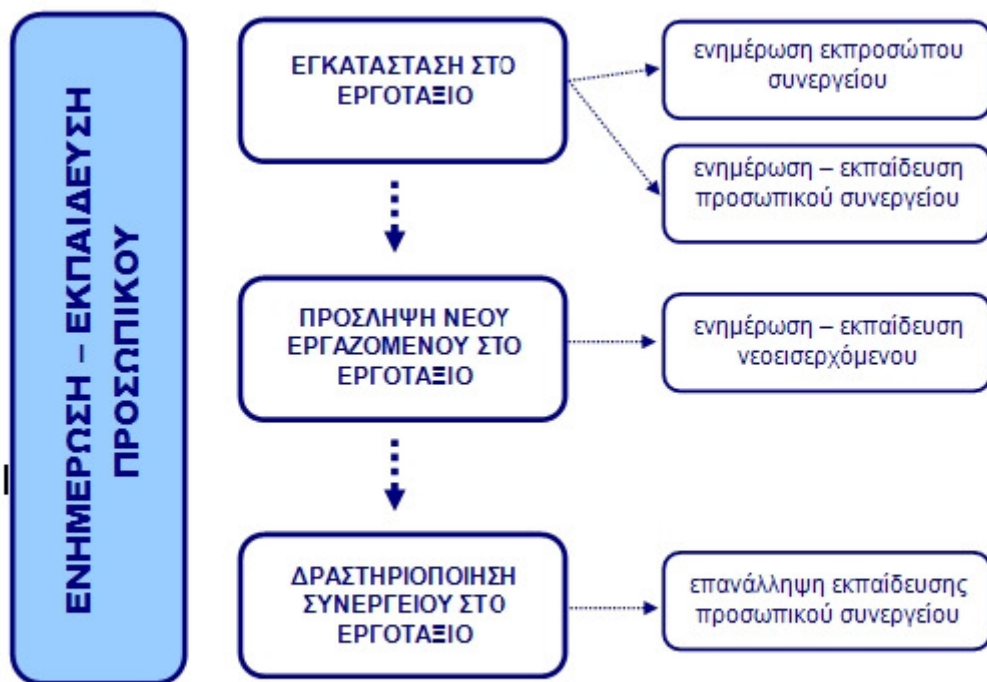 ΕΝΗΜΕΡΩΣΗ – ΕΚΠΑΙΔΕΥΣΗ
ΠΡΟΣΩΠΙΚΟΥ
ΕΓΚΑΤΑΣΤΑΣΗ ΣΤΟ
ΕΡΓΟΤΑΞΙΟ
ενημέρωση εκπροσώπου
συνεργείου
ενημέρωση – εκπαίδευση
προσωπικού συνεργείου
ΠΡΟΣΛΗΨΗ ΝΕΟΥ
ΕΡΓΑΖΟΜΕΝΟΥ ΣΤΟ
ΕΡΓΟΤΑΞΙΟ
ενημέρωση – εκπαίδευση
νεοεισερχόμενου
ΔΡΑΣΤΗΡΙΟΠΟΙΗΣΗ
ΣΥΝΕΡΓΕΙΟΥ ΣΤΟ
ΕΡΓΟΤΑΞΙΟ
επανάλληψη εκπαίδευσης
προσωπικού συνεργείου